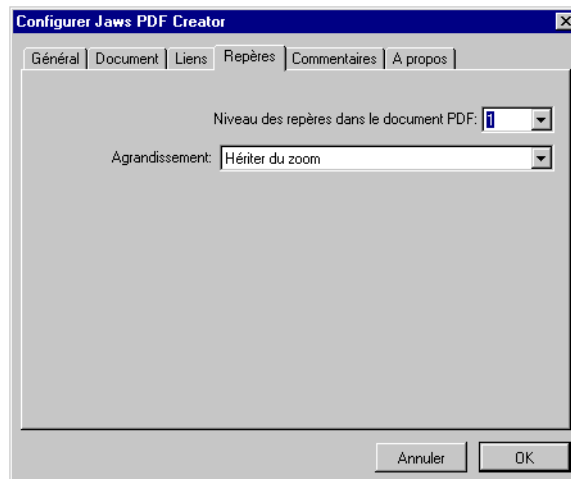 Configurer Jaws PDF Creator
Général Document Liens Repères Commentaires A propos
Niveau des repères dans le document PDF: 1
Agrandissement: Hériter du zoom
Annuler OK